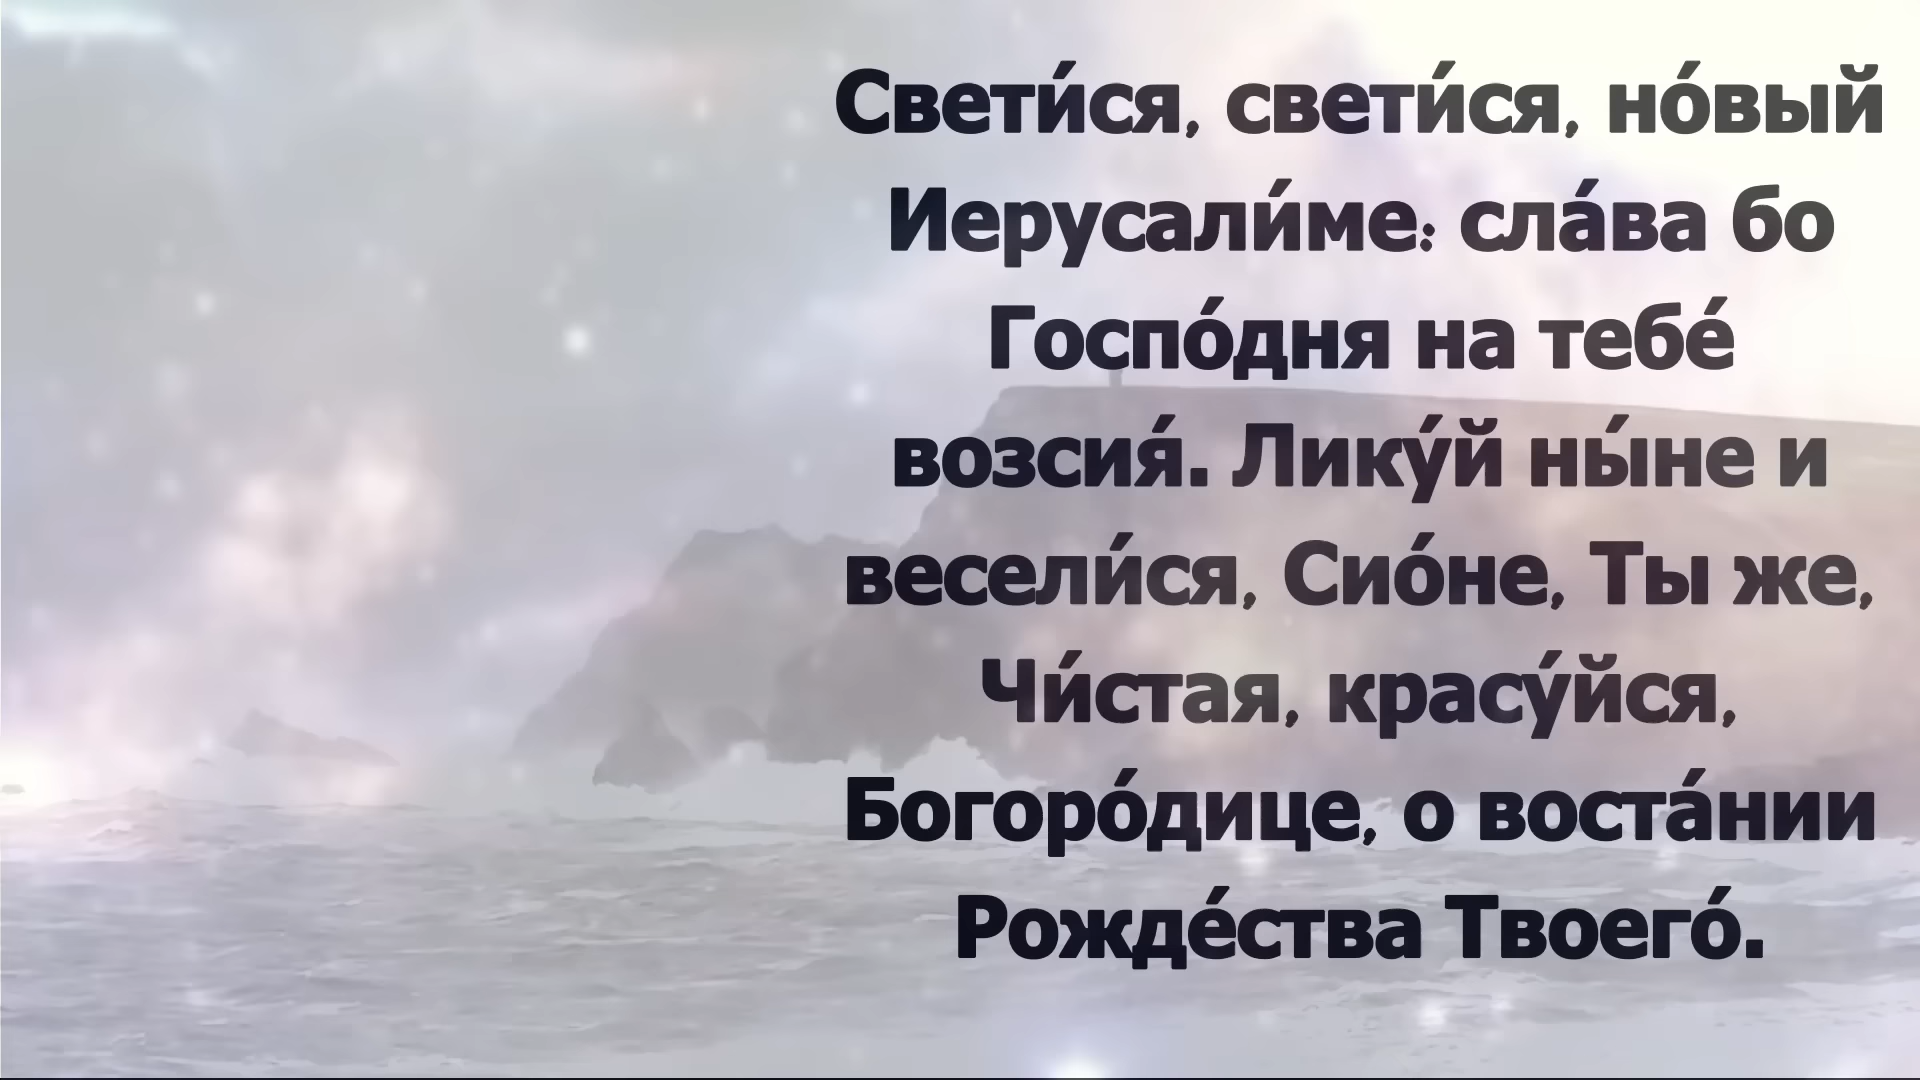 Свети́ся, свети́ся, но́вый
Иерусали́ме: сла́ва бо
Госпо́дня на тебе́
возсия́. Лику́й ны́не и
весели́ся, Сио́не, Ты же,
Чи́стая, красу́йся,
Богоро́дице, о воста́нии
Рожде́ства Твоего́.